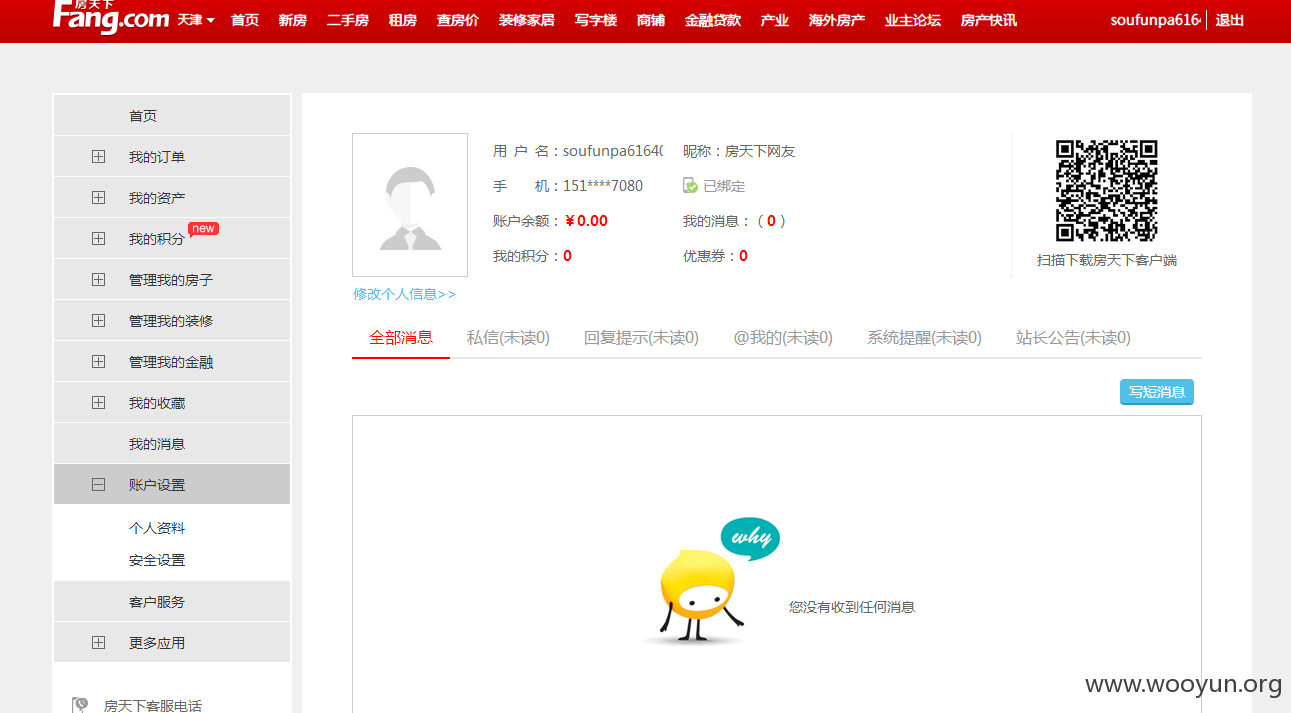 房天下
Fang.com 天津 首页 新房 二手房 租房 查房价 装修家居 写字楼 商铺 金融贷款 产业 海外房产 业主论坛 房产快讯 soufunpa6164 退出
首页
我的订单
我的资产
我的积分 new
管理我的房子
管理我的装修
管理我的金融
我的收藏
我的消息
账户设置
个人资料
安全设置
客户服务
更多应用
房天下客服电话
用 户 名：soufunpa6164 昵称：房天下网友
手 机：151****7080 已绑定
账户余额：¥0.00 我的消息：（ 0 ）
我的积分：0 优惠券：0
修改个人信息>>
扫描下载房天下客户端
全部消息 私信(未读0) 回复提示(未读0) @我的(未读0) 系统提醒(未读0) 站长公告(未读0)
写短消息
why
您没有收到任何消息
www.wooyun.org